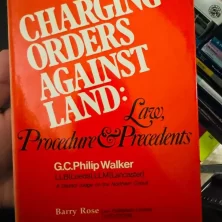 CHARGING
ORDERS
AGAINST
LAND:
Law,
Procedure & Precedents
G.C. Philip Walker
Barry Rose